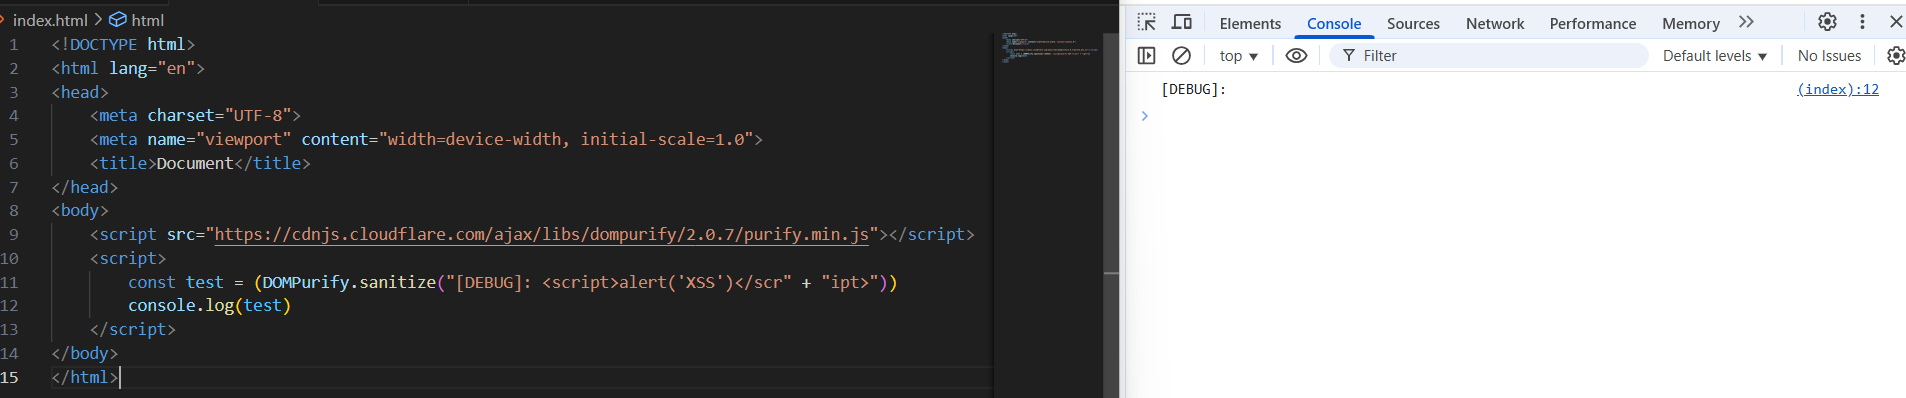 index.html > html
1 <!DOCTYPE html>
2 <html lang="en">
3 <head>
4 <meta charset="UTF-8">
5 <meta name="viewport" content="width=device-width, initial-scale=1.0">
6 <title>Document</title>
7 </head>
8 <body>
9 <script src="https://cdnjs.cloudflare.com/ajax/libs/dompurify/2.0.7/purify.min.js"></script>
10 <script>
11 const test = (DOMPurify.sanitize("[DEBUG]: <script>alert('XSS')</scr" + "ipt>"))
12 console.log(test)
13 </script>
14 </body>
15 </html>
Elements Console Sources Network Performance Memory
top Filter Default levels No Issues
[DEBUG]: (index):12